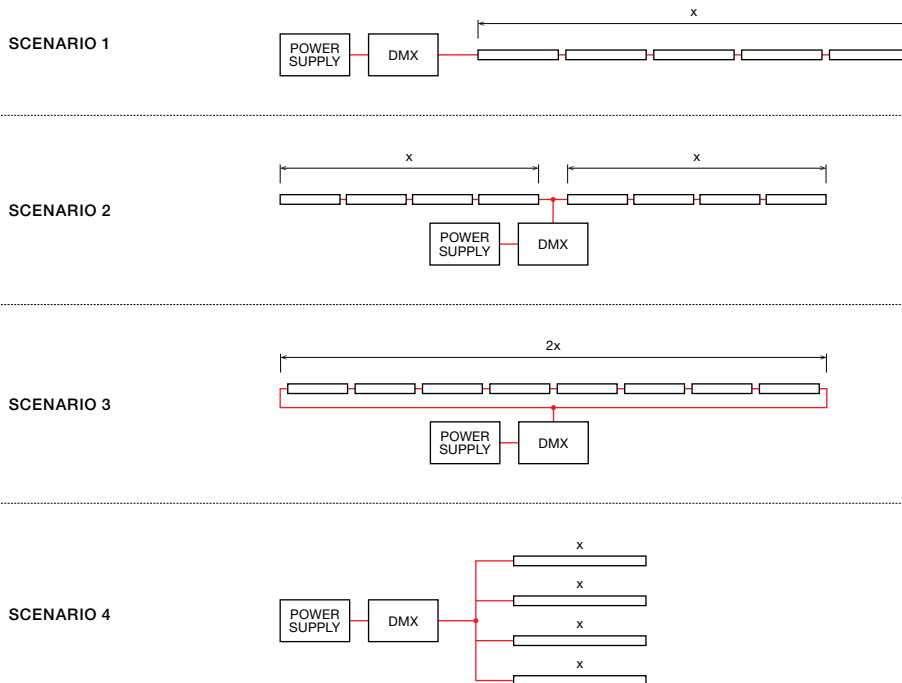 x
SCENARIO 1
POWER
SUPPLY
DMX
x
x
SCENARIO 2
POWER
SUPPLY
DMX
2x
SCENARIO 3
POWER
SUPPLY
DMX
x
x
SCENARIO 4
POWER
SUPPLY
DMX
x
x